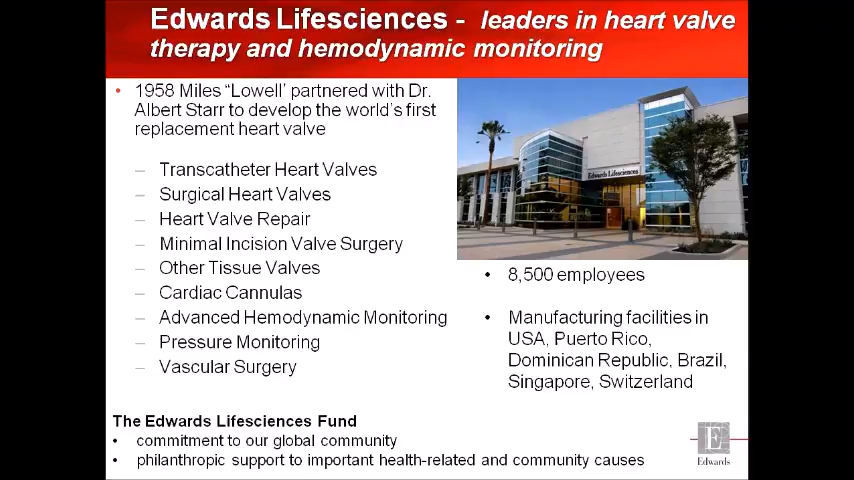 Edwards Lifesciences - leaders in heart valve
therapy and hemodynamic monitoring
• 1958 Miles “Lowell’ partnered with Dr.
Albert Starr to develop the world’s first
replacement heart valve
– Transcatheter Heart Valves
– Surgical Heart Valves
– Heart Valve Repair
– Minimal Incision Valve Surgery
– Other Tissue Valves
– Cardiac Cannulas
– Advanced Hemodynamic Monitoring
– Pressure Monitoring
– Vascular Surgery
Edwards Lifesciences
• 8,500 employees
• Manufacturing facilities in
USA, Puerto Rico,
Dominican Republic, Brazil,
Singapore, Switzerland
The Edwards Lifesciences Fund
• commitment to our global community
• philanthropic support to important health-related and community causes
E
Edwards